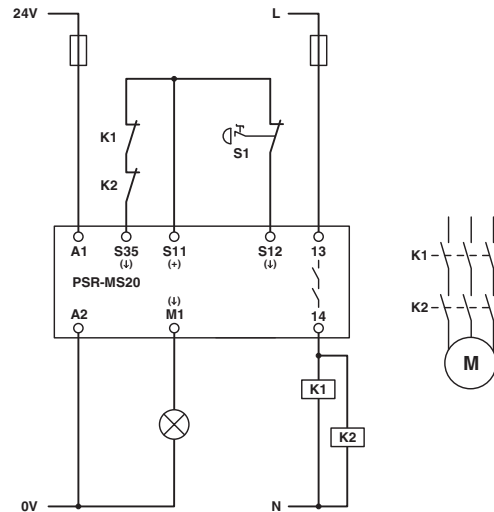 24V
L
K1
S1
K2
A1
S35
S11
S12
13
(↓)
(+)
(↓)
PSR-MS20
(↓)
A2
M1
14
K1
K2
M
K1
K2
0V
N